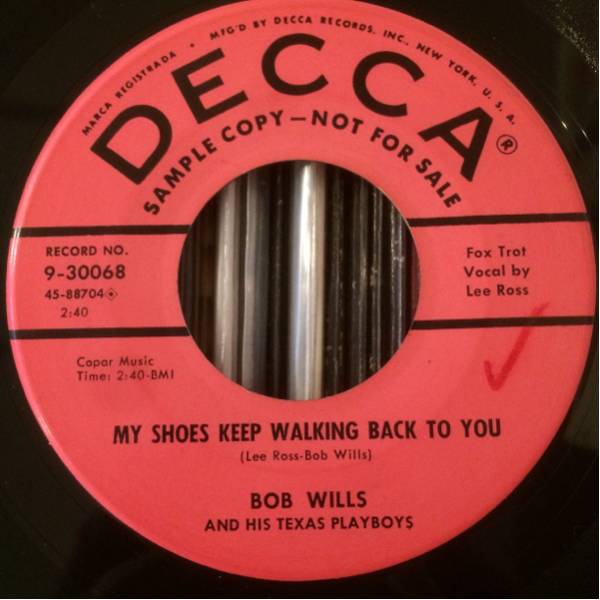 MARCA REGISTRADA • MFG'D BY DECCA RECORDS, INC., NEW YORK, U. S. A.
DECCA®
SAMPLE COPY—NOT FOR SALE
RECORD NO.
9-30068
45-88704
2:40
Fox Trot
Vocal by
Lee Ross
Copar Music
Time: 2:40-BMI
MY SHOES KEEP WALKING BACK TO YOU
(Lee Ross-Bob Wills)
BOB WILLS
AND HIS TEXAS PLAYBOYS